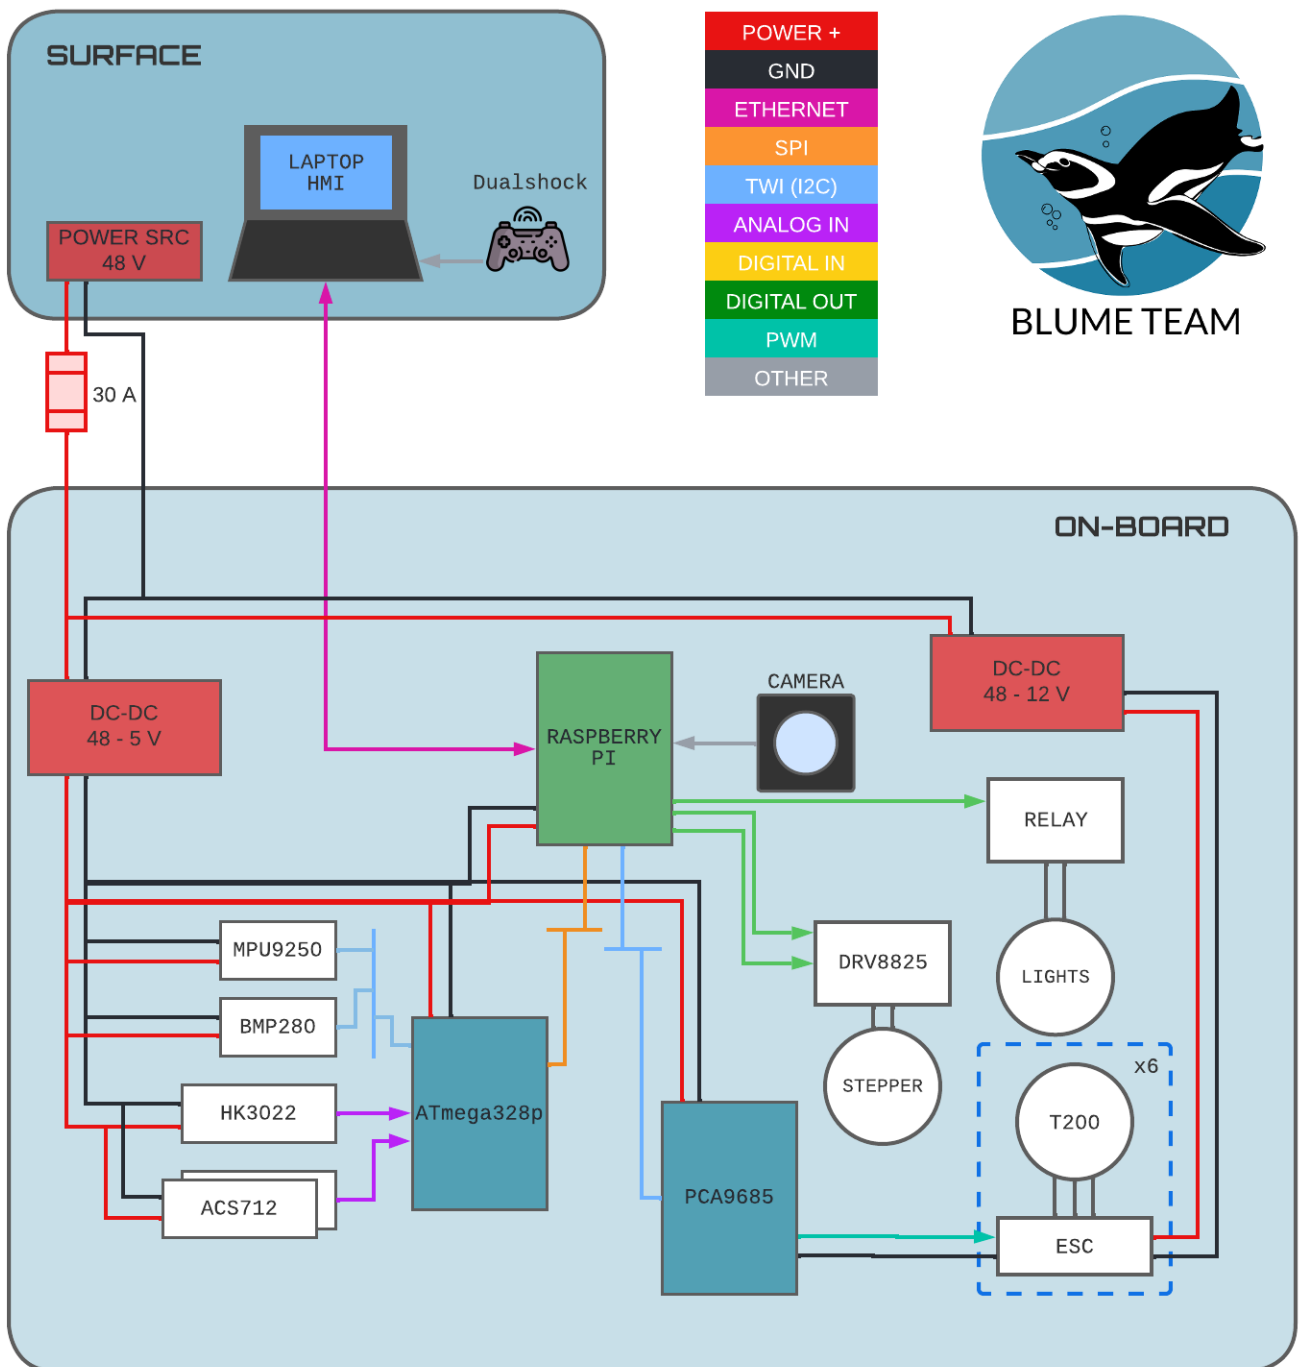 SURFACE
LAPTOP
HMI
Dualshock
POWER SRC
48 V
30 A
POWER +
GND
ETHERNET
SPI
TWI (I2C)
ANALOG IN
DIGITAL IN
DIGITAL OUT
PWM
OTHER
BLUME TEAM
ON-BOARD
DC-DC
48 - 5 V
RASPBERRY
PI
CAMERA
DC-DC
48 - 12 V
RELAY
LIGHTS
MPU9250
BMP280
HK3022
ACS712
ATmega328p
DRV8825
STEPPER
PCA9685
x6
T200
ESC